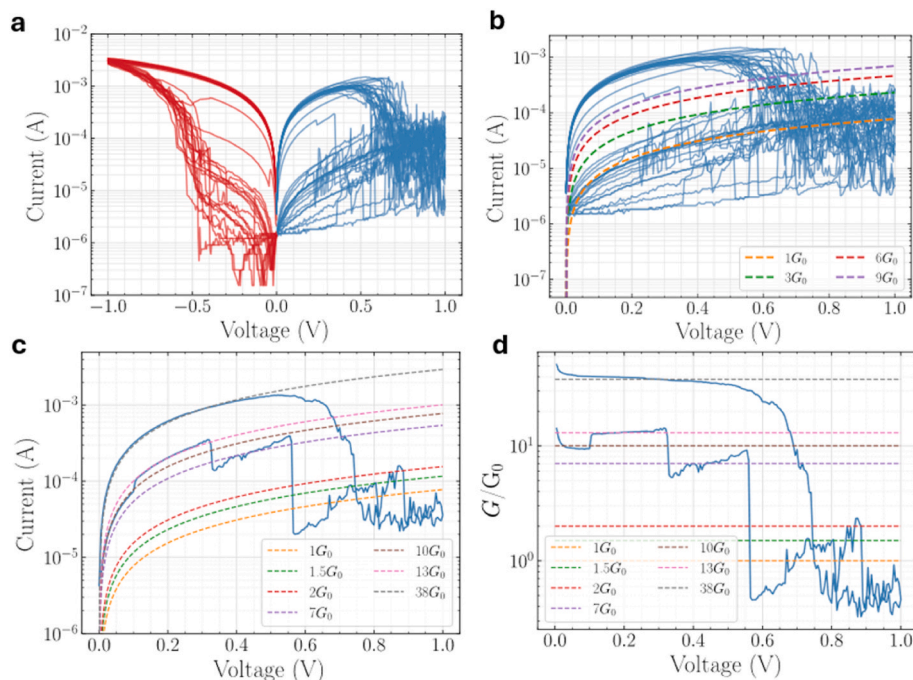 a
10⁻²
10⁻³
10⁻⁴
10⁻⁵
10⁻⁶
10⁻⁷
Current (A)
−1.0 −0.5 0.0 0.5 1.0
Voltage (V)
b
10⁻³
10⁻⁴
10⁻⁵
10⁻⁶
10⁻⁷
Current (A)
1G₀ 6G₀
3G₀ 9G₀
0.0 0.2 0.4 0.6 0.8 1.0
Voltage (V)
c
10⁻³
10⁻⁴
10⁻⁵
10⁻⁶
Current (A)
1G₀ 10G₀
1.5G₀ 13G₀
2G₀ 38G₀
7G₀
0.0 0.2 0.4 0.6 0.8 1.0
Voltage (V)
d
10¹
10⁰
G/G₀
1G₀ 10G₀
1.5G₀ 13G₀
2G₀ 38G₀
7G₀
0.0 0.2 0.4 0.6 0.8 1.0
Voltage (V)